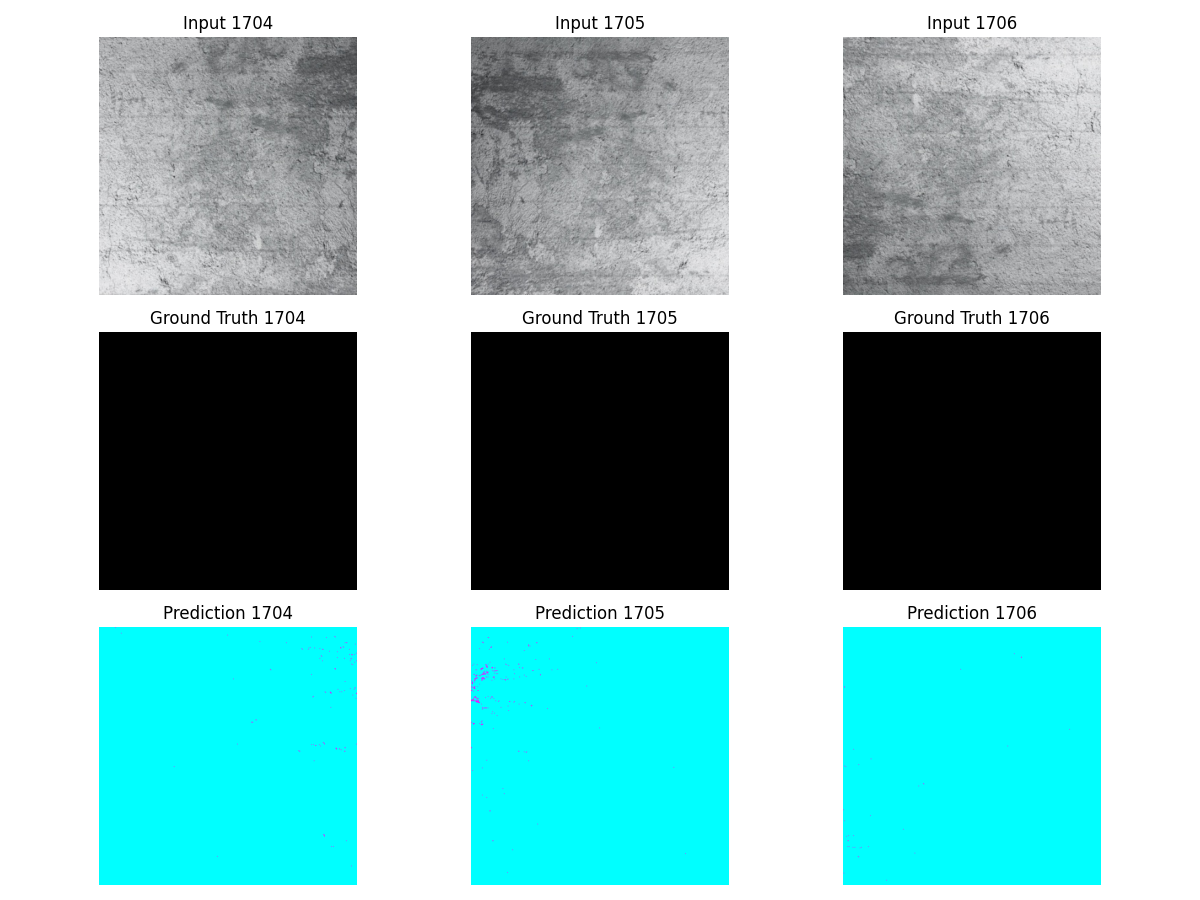 Input 1704
Input 1705
Input 1706
Ground Truth 1704
Ground Truth 1705
Ground Truth 1706
Prediction 1704
Prediction 1705
Prediction 1706